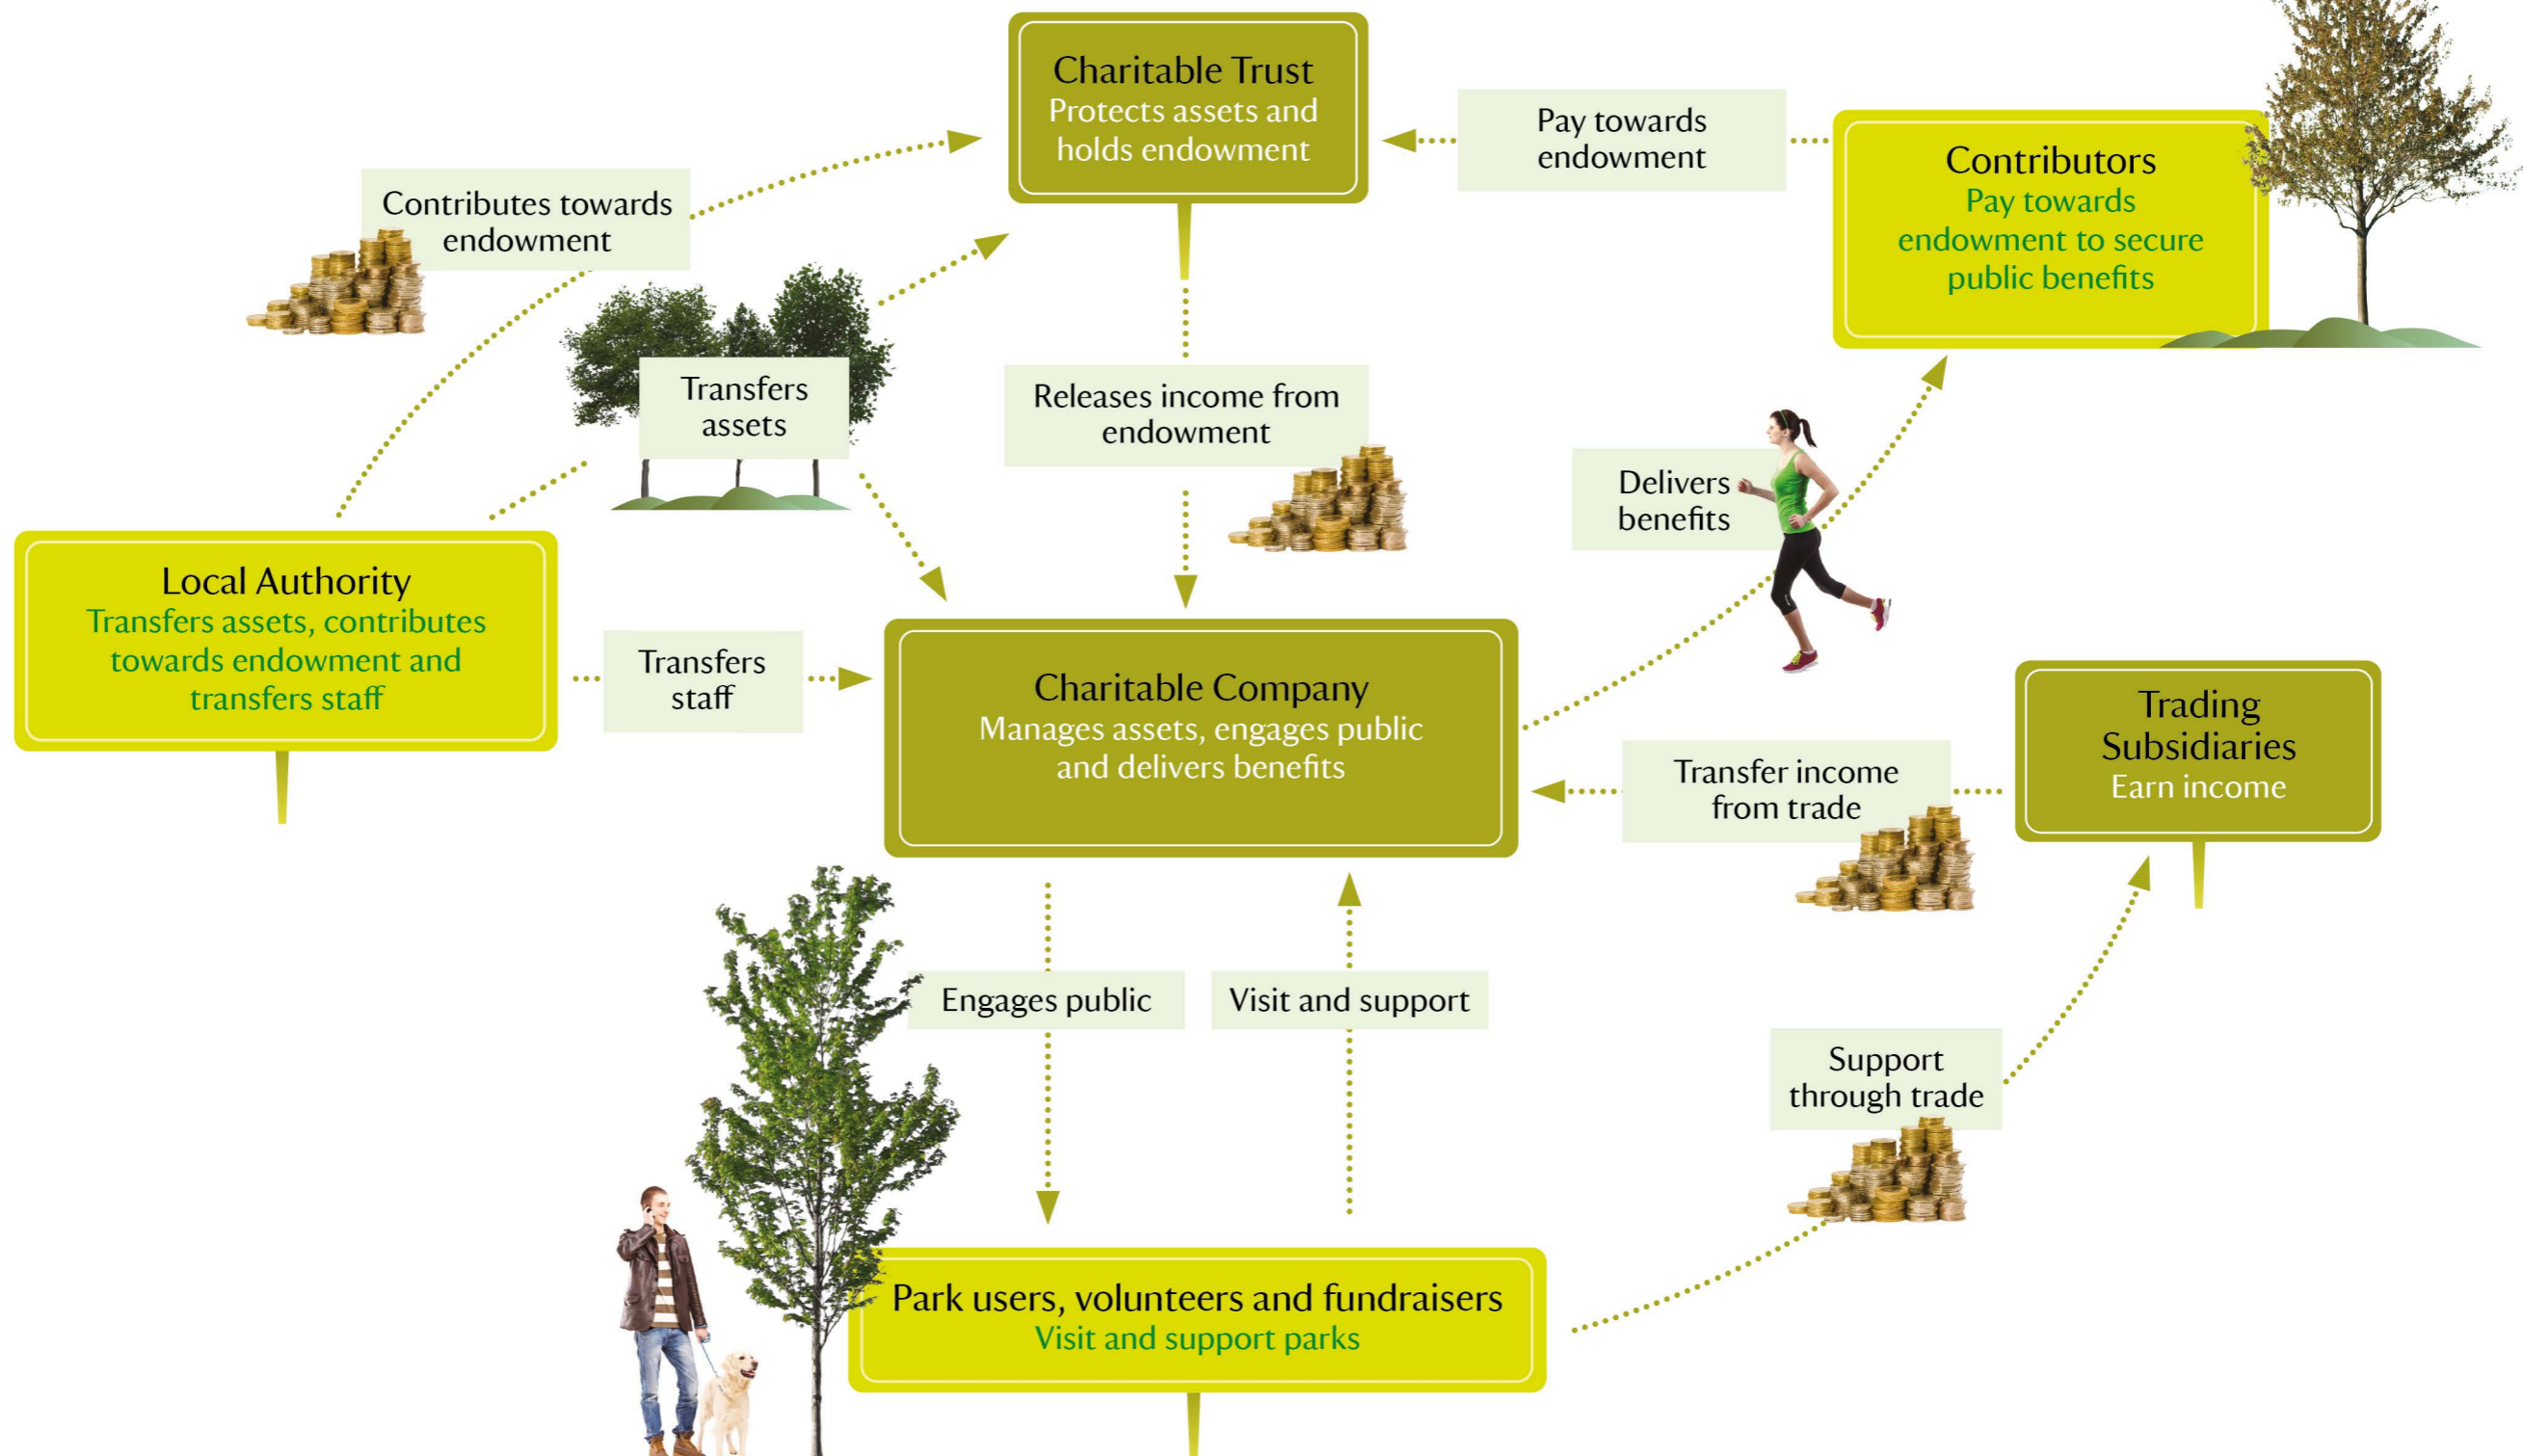 Charitable Trust
Protects assets and
holds endowment
Pay towards
endowment
Contributors
Pay towards
endowment to secure
public benefits
Contributes towards
endowment
Transfers
assets
Releases income from
endowment
Delivers
benefits
Local Authority
Transfers assets, contributes
towards endowment and
transfers staff
Transfers
staff
Charitable Company
Manages assets, engages public
and delivers benefits
Trading
Subsidiaries
Earn income
Transfer income
from trade
Engages public
Visit and support
Support
through trade
Park users, volunteers and fundraisers
Visit and support parks